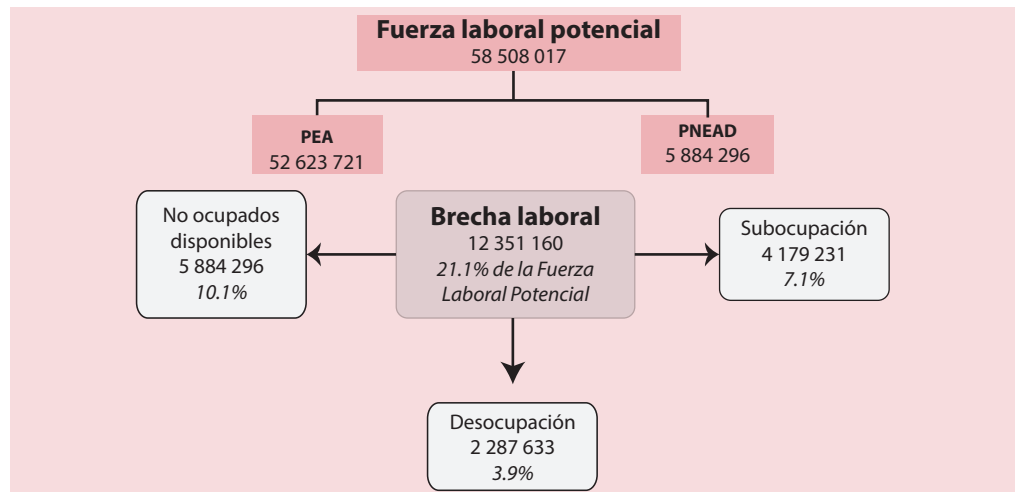 Fuerza laboral potencial
58 508 017
PEA
52 623 721
PNEAD
5 884 296
No ocupados
disponibles
5 884 296
10.1%
Brecha laboral
12 351 160
21.1% de la Fuerza
Laboral Potencial
Subocupación
4 179 231
7.1%
Desocupación
2 287 633
3.9%